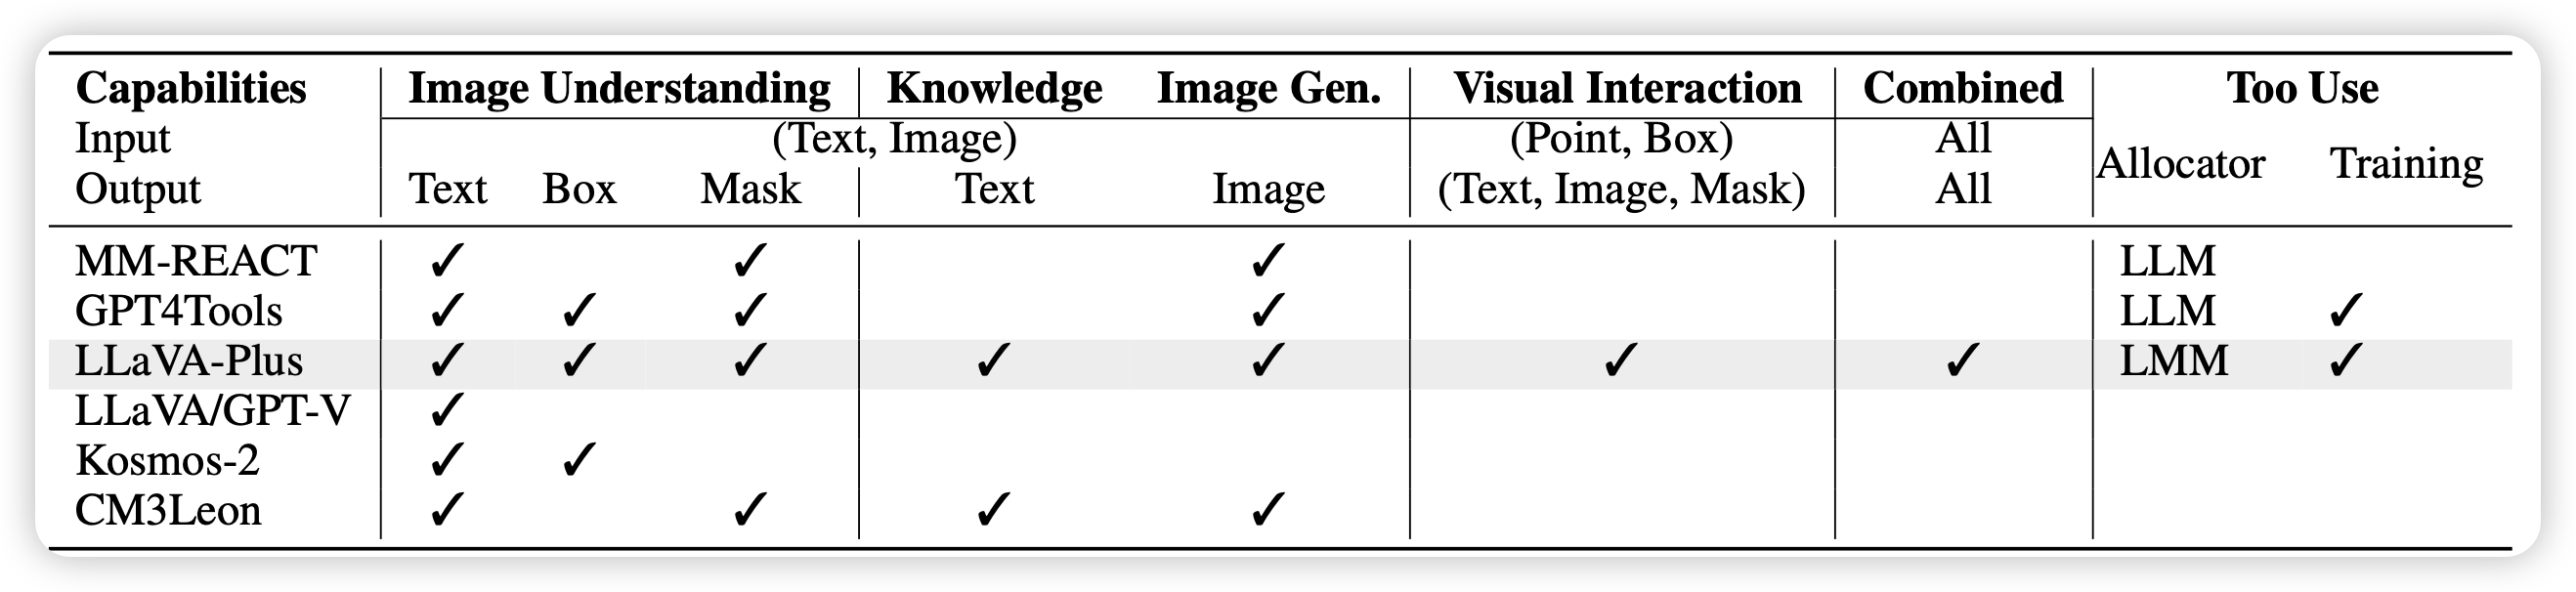 Capabilities Image Understanding Knowledge Image Gen. Visual Interaction Combined Too Use
Input (Text, Image) (Point, Box) All
Allocator Training
Output Text Box Mask Text Image (Text, Image, Mask) All
MM-REACT ✓ ✓ ✓ LLM
GPT4Tools ✓ ✓ ✓ ✓ LLM ✓
LLaVA-Plus ✓ ✓ ✓ ✓ ✓ ✓ ✓ LMM ✓
LLaVA/GPT-V ✓
Kosmos-2 ✓ ✓
CM3Leon ✓ ✓ ✓ ✓